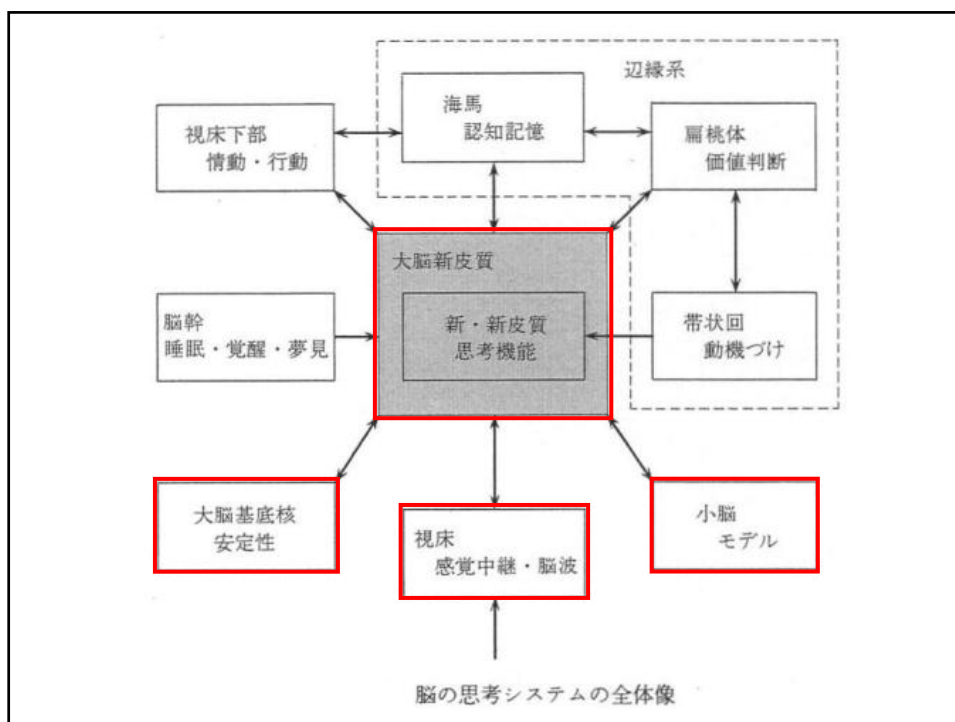 辺縁系
海馬
認知記憶
視床下部
情動・行動
扁桃体
価値判断
大脳新皮質
新・新皮質
思考機能
脳幹
睡眠・覚醒・夢見
帯状回
動機づけ
大脳基底核
安定性
視床
感覚中継・脳波
小脳
モデル
脳の思考システムの全体像